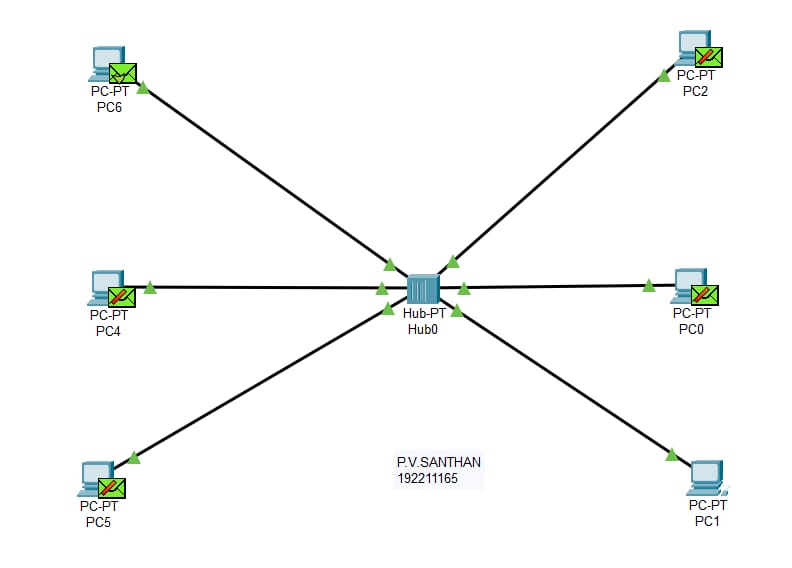 PC-PT
PC6
PC-PT
PC2
PC-PT
PC4
Hub-PT
Hub0
PC-PT
PC0
P.V.SANTHAN
192211165
PC-PT
PC5
PC-PT
PC1